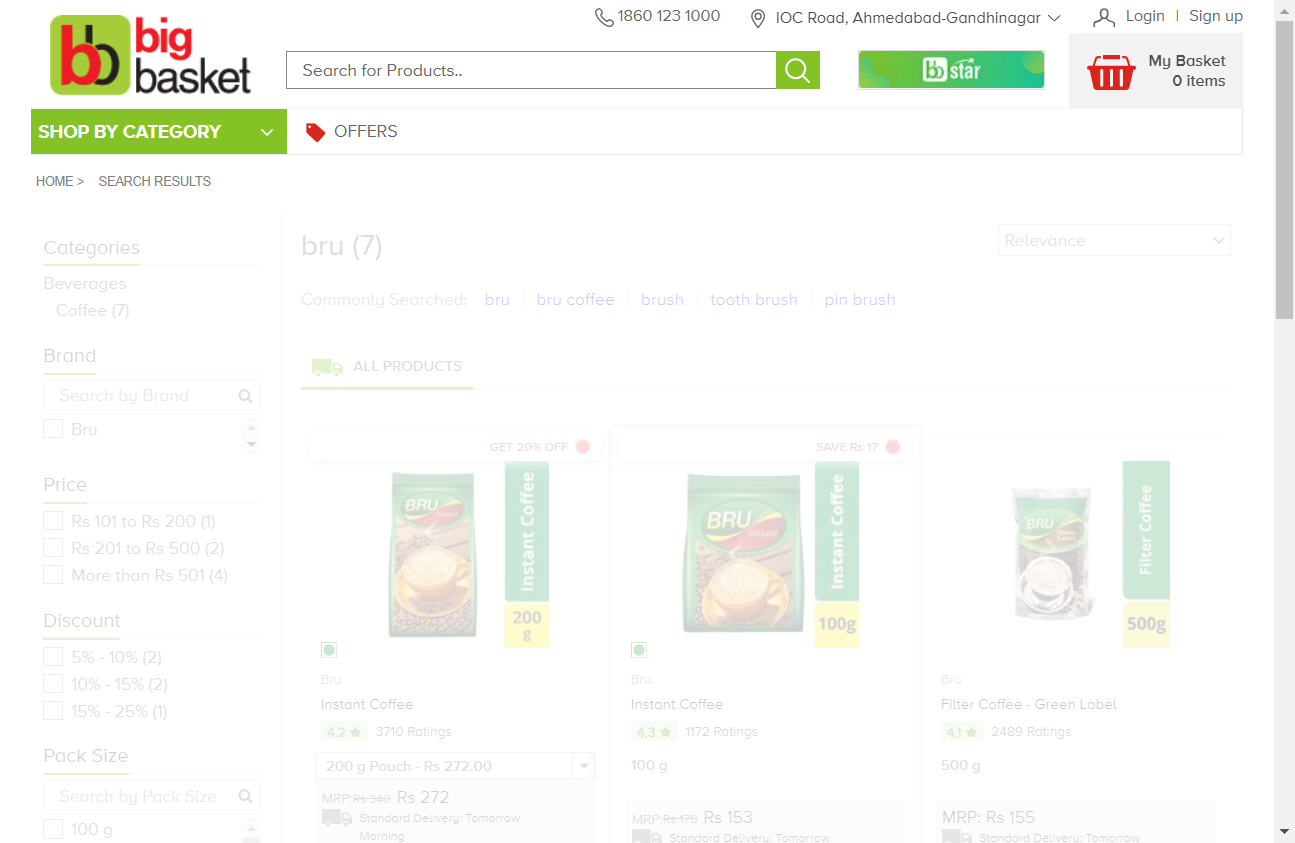 1860 123 1000
IOC Road, Ahmedabad-Gandhinagar
Login | Sign up
bb big basket
Search for Products..
bb star
My Basket
0 items
SHOP BY CATEGORY
OFFERS
HOME > SEARCH RESULTS
Categories
Beverages
Coffee (7)
Brand
Search by Brand
Bru
Price
Rs 101 to Rs 200 (1)
Rs 201 to Rs 500 (2)
More than Rs 501 (4)
Discount
5% - 10% (2)
10% - 15% (2)
15% - 25% (1)
Pack Size
Search by Pack Size
100 g
bru (7)
Relevance
Commonly Searched: bru bru coffee brush tooth brush pin brush
ALL PRODUCTS
GET 20% OFF
BRU
Instant
Instant Coffee
200 g
Bru
Instant Coffee
4.2 ★ 3710 Ratings
200 g Pouch - Rs 272.00
MRP:Rs 340 Rs 272
Standard Delivery: Tomorrow
Morning
SAVE Rs 17
BRU
Instant
Instant Coffee
100g
Bru
Instant Coffee
4.3 ★ 1172 Ratings
100 g
MRP:Rs 170 Rs 153
Standard Delivery: Tomorrow
BRU
Green Label
Filter Coffee
500g
Bru
Filter Coffee - Green Label
4.1 ★ 2489 Ratings
500 g
MRP: Rs 155
Standard Delivery: Tomorrow